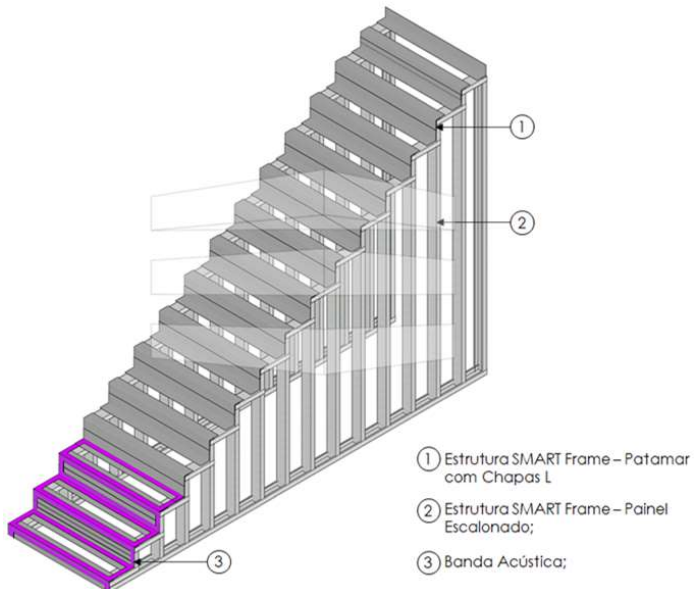 1
2
3
1 Estrutura SMART Frame – Patamar
com Chapas L
2 Estrutura SMART Frame – Painel
Escalonado;
3 Banda Acústica;